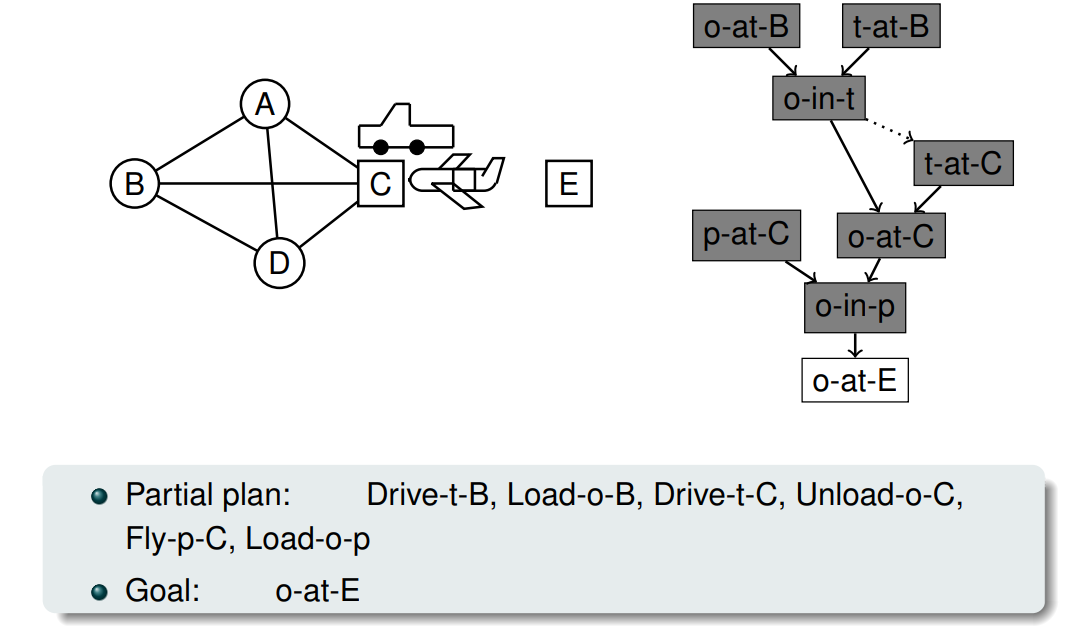 o-at-B
t-at-B
o-in-t
t-at-C
p-at-C
o-at-C
o-in-p
o-at-E
A
B
C
E
D
Partial plan: Drive-t-B, Load-o-B, Drive-t-C, Unload-o-C,
Fly-p-C, Load-o-p
Goal: o-at-E